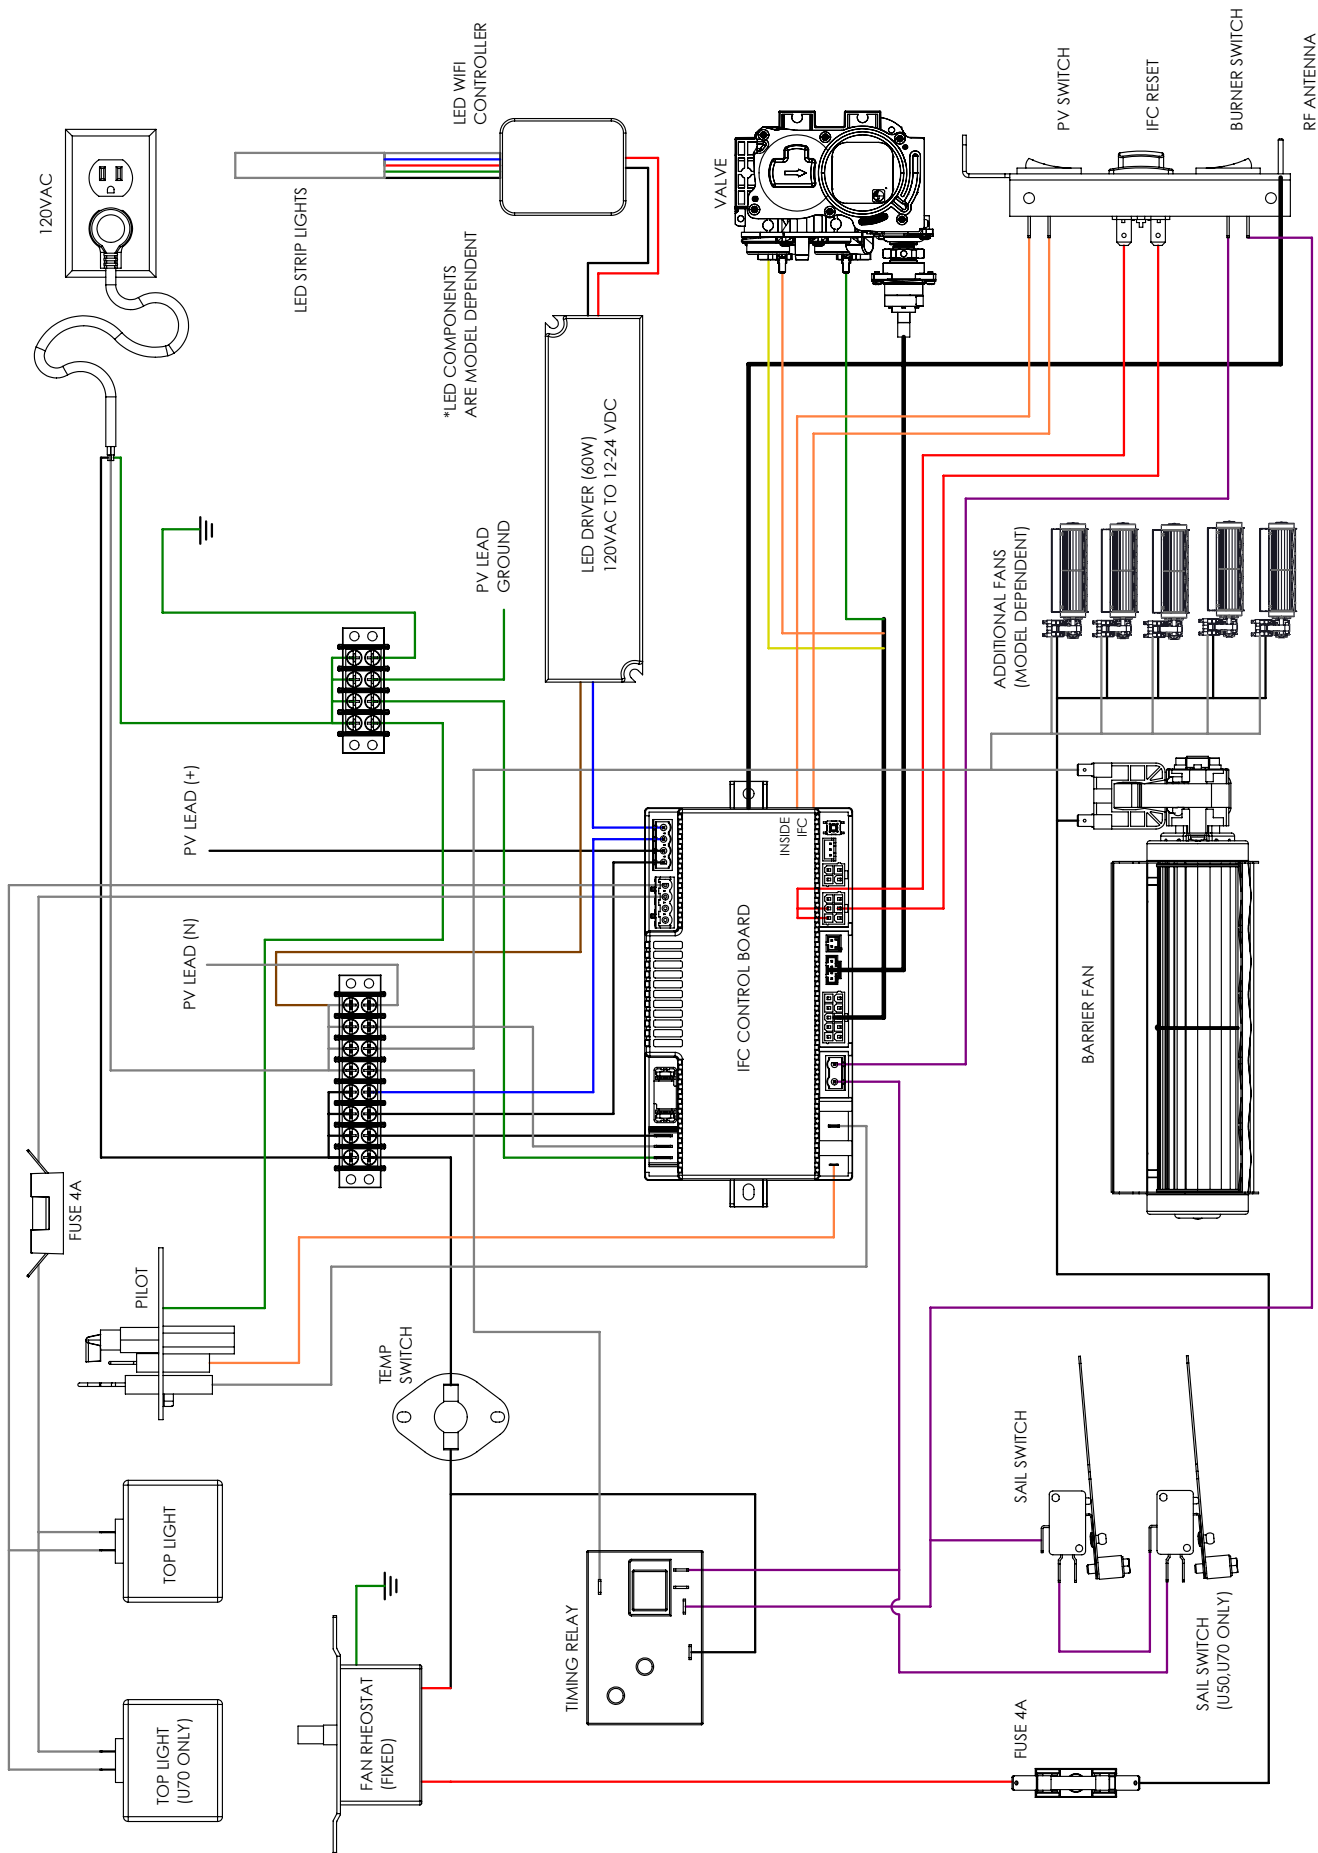 120VAC
LED STRIP LIGHTS
LED WIFI
CONTROLLER
*LED COMPONENTS
ARE MODEL DEPENDENT
VALVE
PV SWITCH
IFC RESET
BURNER SWITCH
RF ANTENNA
LED DRIVER (60W)
120VAC TO 12-24 VDC
PV LEAD
GROUND
PV LEAD (+)
PV LEAD (N)
ADDITIONAL FANS
(MODEL DEPENDENT)
INSIDE
IFC
IFC CONTROL BOARD
BARRIER FAN
FUSE 4A
PILOT
TEMP
SWITCH
TOP LIGHT
TOP LIGHT
(U70 ONLY)
FAN RHEOSTAT
(FIXED)
TIMING RELAY
SAIL SWITCH
SAIL SWITCH
(U50,U70 ONLY)
FUSE 4A